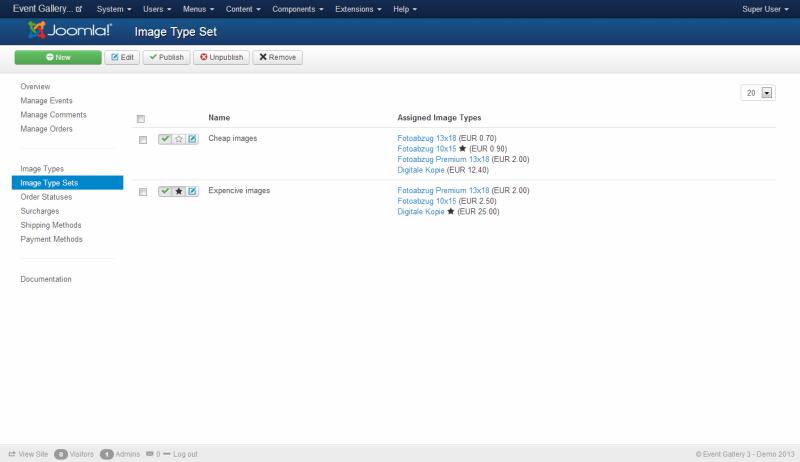 Event Gallery... System Users Menus Content Components Extensions Help Super User
Joomla! Image Type Set
New Edit Publish Unpublish Remove
Overview
Manage Events
Manage Comments
Manage Orders
Image Types
Image Type Sets
Order Statuses
Surcharges
Shipping Methods
Payment Methods
Documentation
20
Name Assigned Image Types
Cheap images
Fotoabzug 13x18 (EUR 0.70)
Fotoabzug 10x15 (EUR 0.90)
Fotoabzug Premium 13x18 (EUR 2.00)
Digitale Kopie (EUR 12.40)
Expencive images
Fotoabzug Premium 13x18 (EUR 2.00)
Fotoabzug 10x15 (EUR 2.50)
Digitale Kopie (EUR 25.00)
View Site 0 Visitors 1 Admins 0 Log out © Event Gallery 3 - Demo 2013